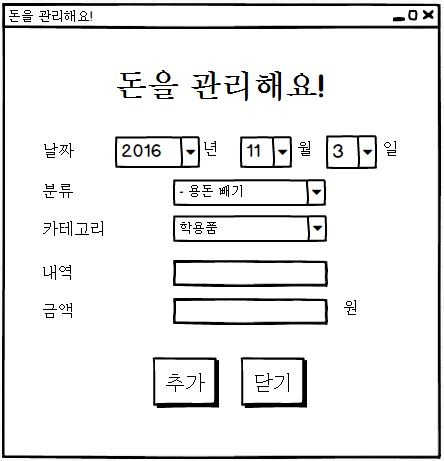 돈을 관리해요!
돈을 관리해요!
날짜 2016 년 11 월 3 일
분류 - 용돈 빼기
카테고리 학용품
내역
금액 원
추가 닫기